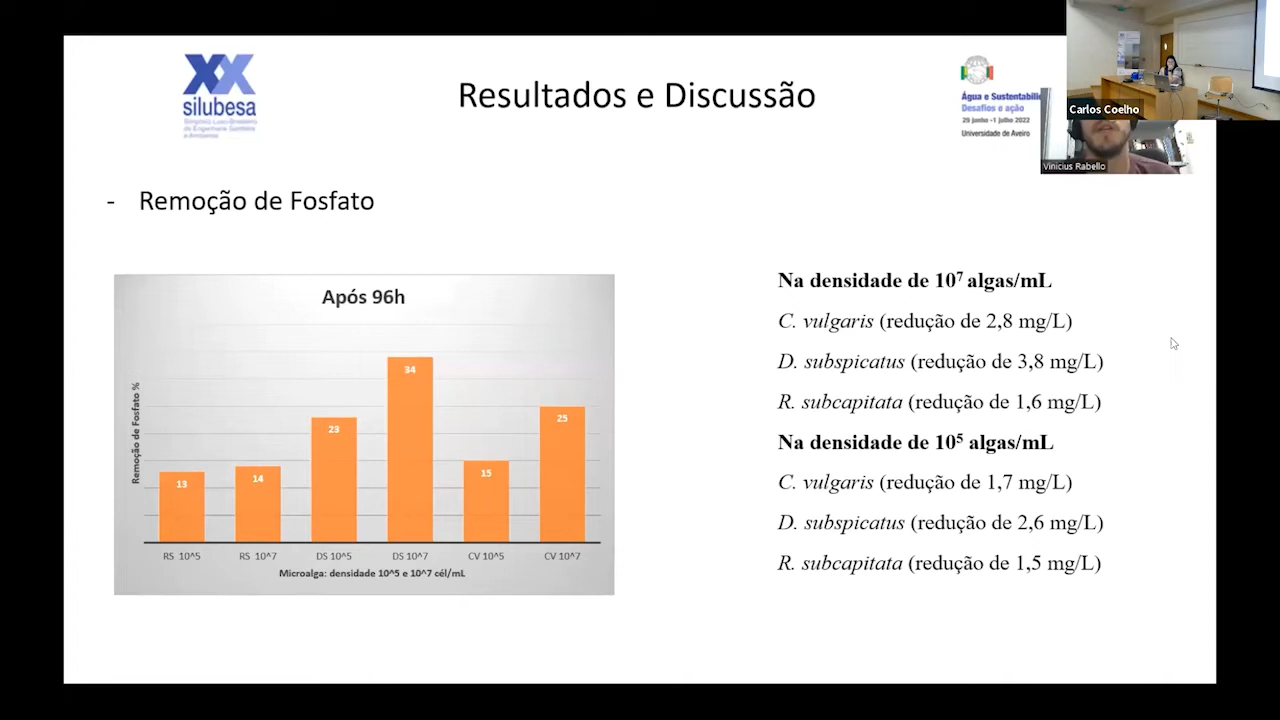 XX
silubesa
Simpósio Luso-Brasileiro
de Engenharia Sanitária
e Ambiental
Resultados e Discussão
Água e Sustentabili
Desafios e ação
29 junho -1 julho 2022
Universidade de Aveiro
Carlos Coelho
Vinicius Rabello
- Remoção de Fosfato
Após 96h
Remoção de Fosfato %
13
14
23
34
15
25
RS 10^5
RS 10^7
DS 10^5
DS 10^7
CV 10^5
CV 10^7
Microalga: densidade 10^5 e 10^7 cél/mL
Na densidade de 10⁷ algas/mL
C. vulgaris (redução de 2,8 mg/L)
D. subspicatus (redução de 3,8 mg/L)
R. subcapitata (redução de 1,6 mg/L)
Na densidade de 10⁵ algas/mL
C. vulgaris (redução de 1,7 mg/L)
D. subspicatus (redução de 2,6 mg/L)
R. subcapitata (redução de 1,5 mg/L)